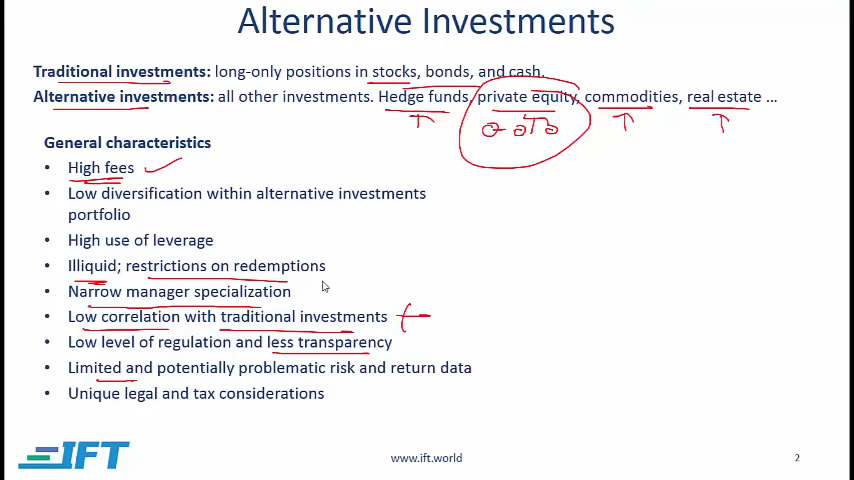 Alternative Investments
Traditional investments: long-only positions in stocks, bonds, and cash.
Alternative investments: all other investments. Hedge funds, private equity, commodities, real estate ...
General characteristics
• High fees
• Low diversification within alternative investments
portfolio
• High use of leverage
• Illiquid; restrictions on redemptions
• Narrow manager specialization
• Low correlation with traditional investments
• Low level of regulation and less transparency
• Limited and potentially problematic risk and return data
• Unique legal and tax considerations
IFT
www.ift.world
2